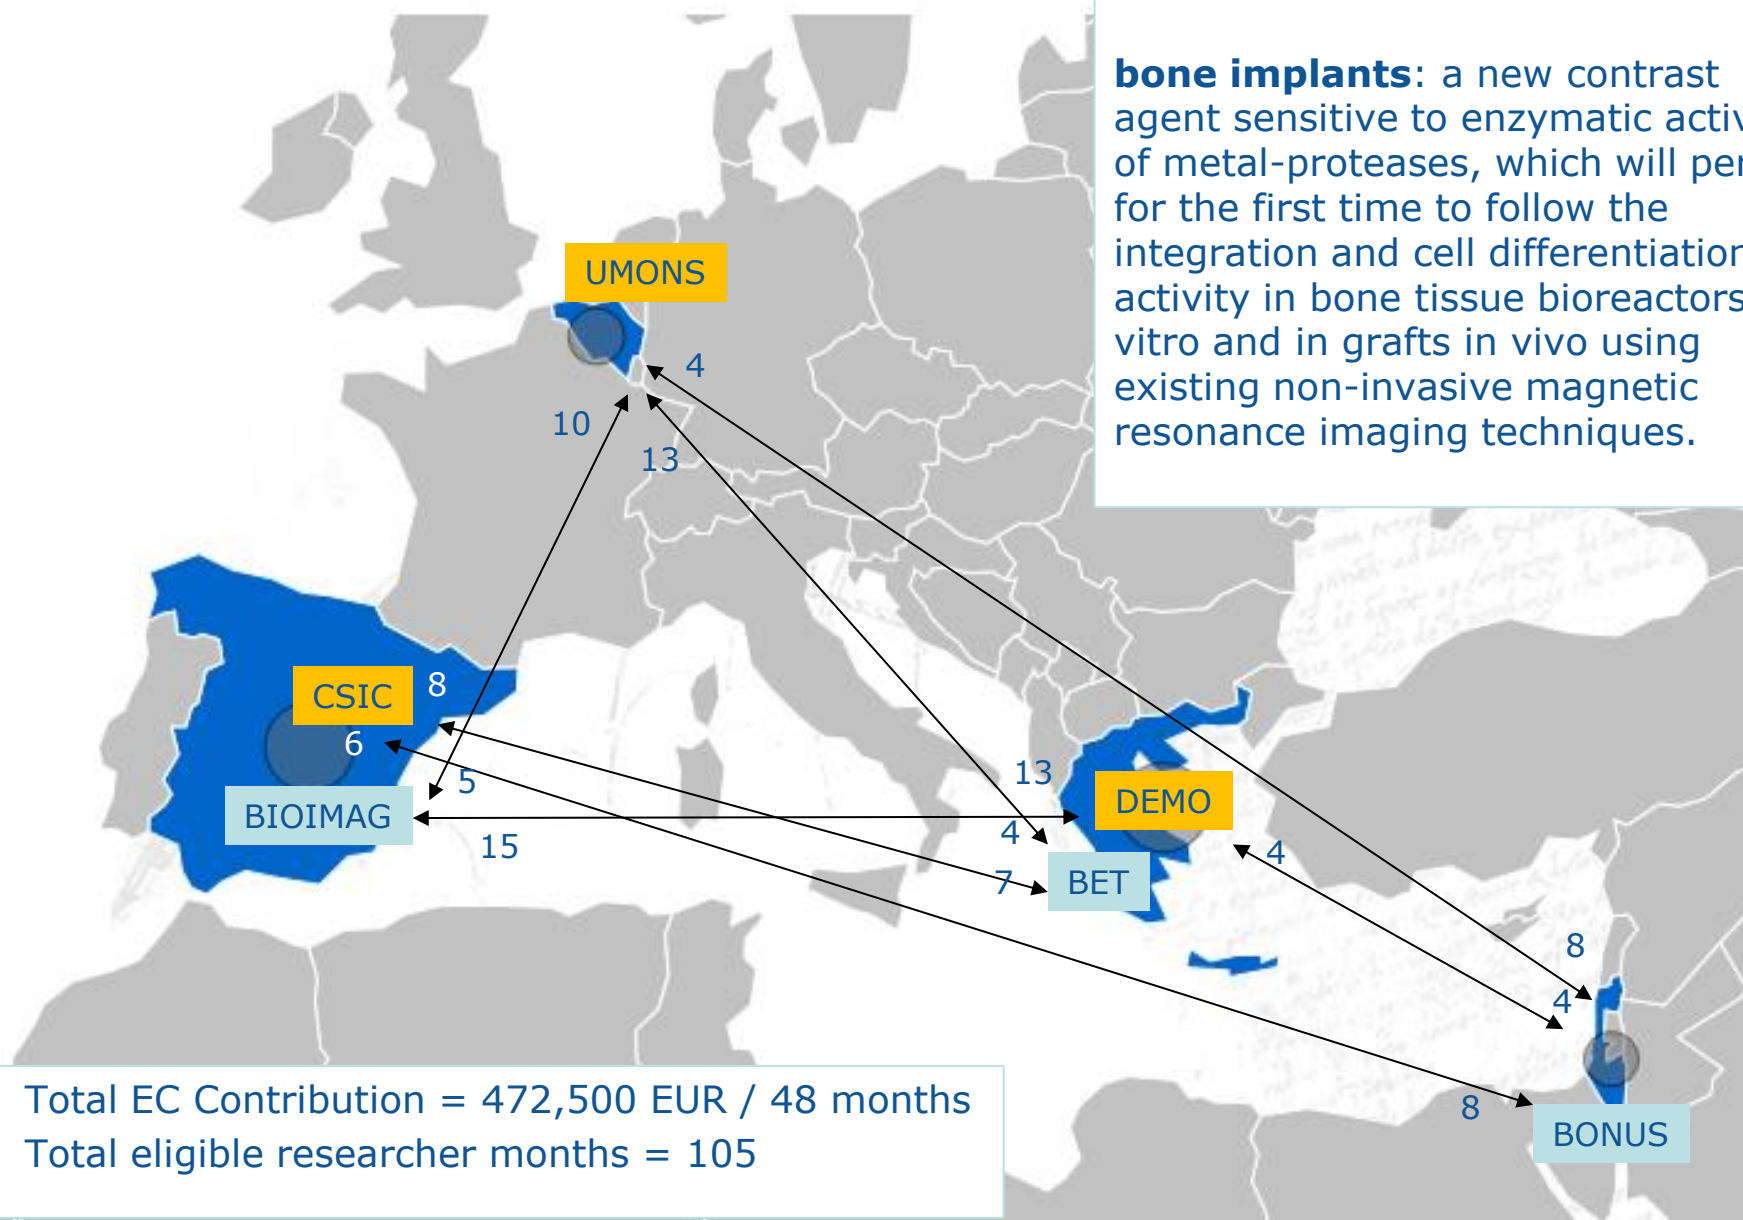 bone implants: a new contrast
agent sensitive to enzymatic activ
of metal-proteases, which will per
for the first time to follow the
integration and cell differentiation
activity in bone tissue bioreactors
vitro and in grafts in vivo using
existing non-invasive magnetic
resonance imaging techniques.
UMONS
4
10
13
CSIC
8
6
5
BIOIMAG
15
13
DEMO
4
4
7
BET
8
4
8
BONUS
Total EC Contribution = 472,500 EUR / 48 months
Total eligible researcher months = 105